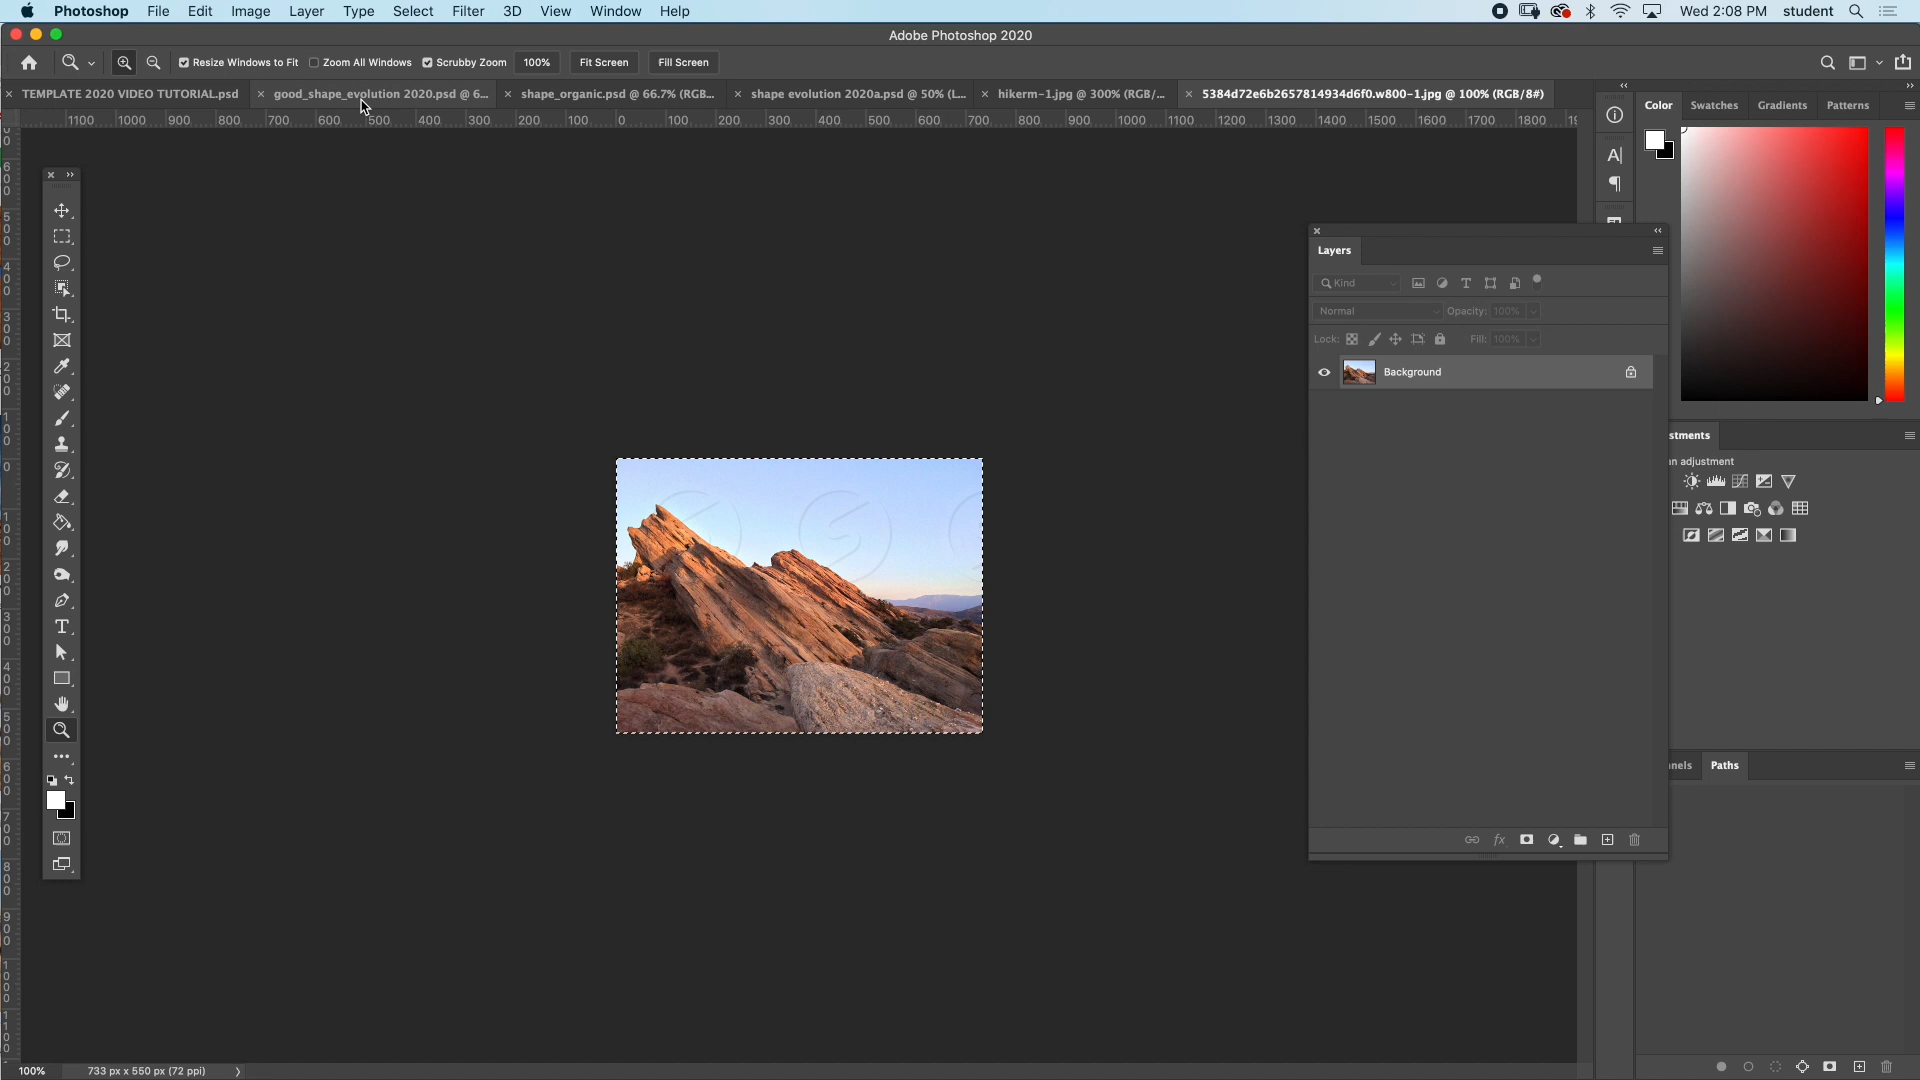 Photoshop File Edit Image Layer Type Select Filter 3D View Window Help Wed 2:08 PM student
Adobe Photoshop 2020
Resize Windows to Fit Zoom All Windows Scrubby Zoom 100% Fit Screen Fill Screen
TEMPLATE 2020 VIDEO TUTORIAL.psd good_shape_evolution 2020.psd @ 6... shape_organic.psd @ 66.7% (RGB... shape evolution 2020a.psd @ 50% (L... hikerm-1.jpg @ 300% (RGB/... 5384d72e6b2657814934d6f0.w800-1.jpg @ 100% (RGB/8#)
Color Swatches Gradients Patterns
1100 1000 900 800 700 600 500 400 300 200 100 0 100 200 300 400 500 600 700 800 900 1000 1100 1200 1300 1400 1500 1600 1700 1800
Layers
Kind
Normal Opacity: 100%
Lock: Fill: 100%
Background
stments
an adjustment
nnels Paths
100% 733 px x 550 px (72 ppi)